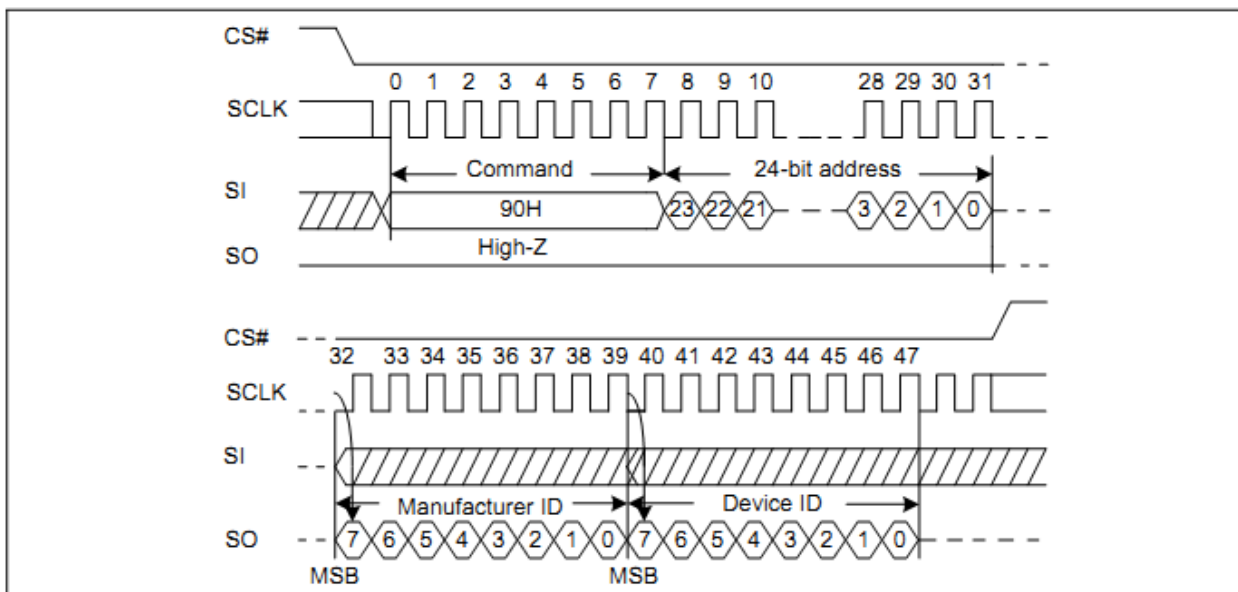 CS#
0 1 2 3 4 5 6 7 8 9 10 28 29 30 31
SCLK
Command 24-bit address
SI
90H 23 22 21 3 2 1 0
High-Z
SO
CS#
32 33 34 35 36 37 38 39 40 41 42 43 44 45 46 47
SCLK
SI
Manufacturer ID Device ID
SO 7 6 5 4 3 2 1 0 7 6 5 4 3 2 1 0
MSB MSB